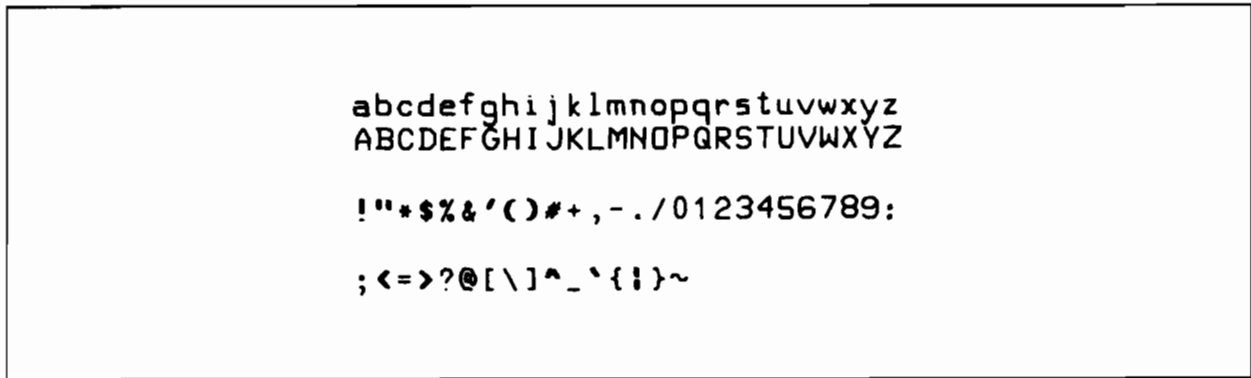 abcdefghijklmnopqrstuvwxyz
ABCDEFGHIJKLMNOPQRSTUVWXYZ
!"*$%&'()#+,-./0123456789:
;<=>?@[\]^_`{¦}~